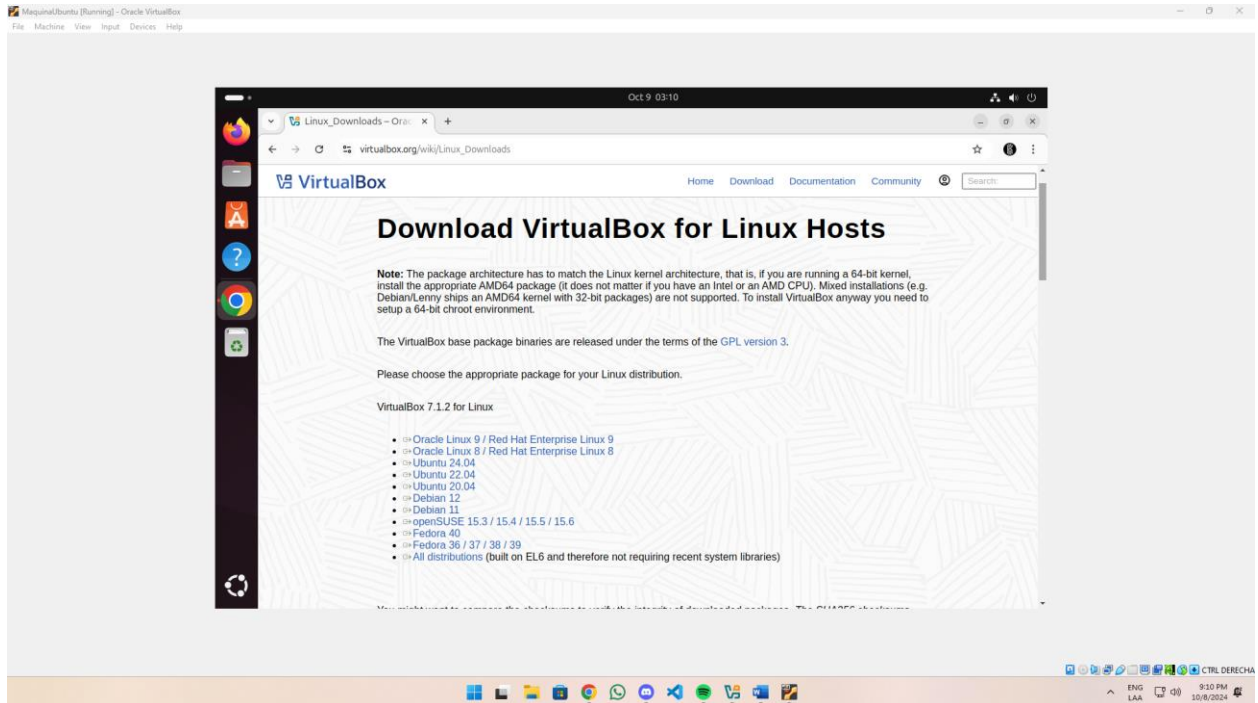 MaquinaUbuntu [Running] - Oracle VirtualBox
File Machine View Input Devices Help
Oct 9 03:10
Linux_Downloads – Orac
virtualbox.org/wiki/Linux_Downloads
VirtualBox
Home Download Documentation Community Search:
Download VirtualBox for Linux Hosts
Note: The package architecture has to match the Linux kernel architecture, that is, if you are running a 64-bit kernel,
install the appropriate AMD64 package (it does not matter if you have an Intel or an AMD CPU). Mixed installations (e.g.
Debian/Lenny ships an AMD64 kernel with 32-bit packages) are not supported. To install VirtualBox anyway you need to
setup a 64-bit chroot environment.
The VirtualBox base package binaries are released under the terms of the GPL version 3.
Please choose the appropriate package for your Linux distribution.
VirtualBox 7.1.2 for Linux
Oracle Linux 9 / Red Hat Enterprise Linux 9
Oracle Linux 8 / Red Hat Enterprise Linux 8
Ubuntu 24.04
Ubuntu 22.04
Ubuntu 20.04
Debian 12
Debian 11
openSUSE 15.3 / 15.4 / 15.5 / 15.6
Fedora 40
Fedora 36 / 37 / 38 / 39
All distributions (built on EL6 and therefore not requiring recent system libraries)
CTRL DERECHA
ENG
LAA
9:10 PM
10/8/2024